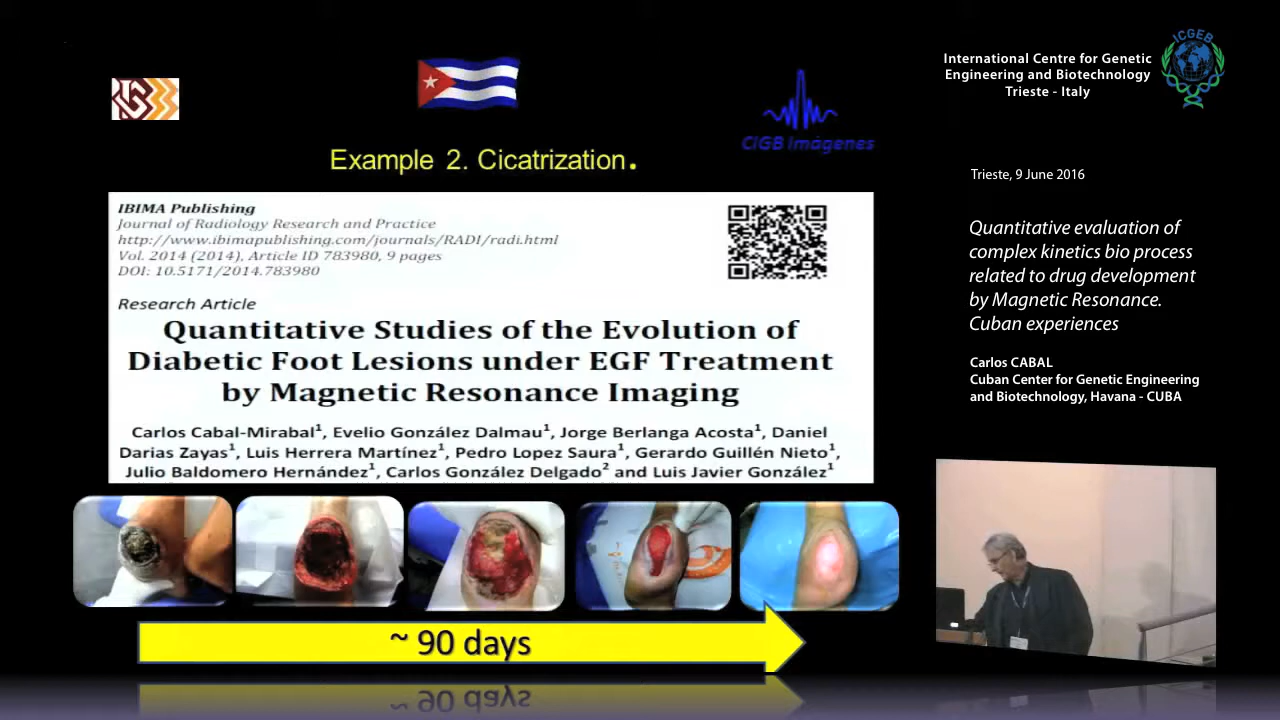 International Centre for Genetic
Engineering and Biotechnology
Trieste - Italy
ICGEB
CIGB Imágenes
Example 2. Cicatrization.
IBIMA Publishing
Journal of Radiology Research and Practice
http://www.ibimapublishing.com/journals/RADI/radi.html
Vol. 2014 (2014), Article ID 783980, 9 pages
DOI: 10.5171/2014.783980
Research Article
Quantitative Studies of the Evolution of
Diabetic Foot Lesions under EGF Treatment
by Magnetic Resonance Imaging
Carlos Cabal-Mirabal¹, Evelio González Dalmau¹, Jorge Berlanga Acosta¹, Daniel
Darias Zayas¹, Luis Herrera Martínez¹, Pedro Lopez Saura¹, Gerardo Guillén Nieto¹,
Julio Baldomero Hernández¹, Carlos González Delgado² and Luis Javier González¹
~ 90 days
Trieste, 9 June 2016
Quantitative evaluation of
complex kinetics bio process
related to drug development
by Magnetic Resonance.
Cuban experiences
Carlos CABAL
Cuban Center for Genetic Engineering
and Biotechnology, Havana - CUBA